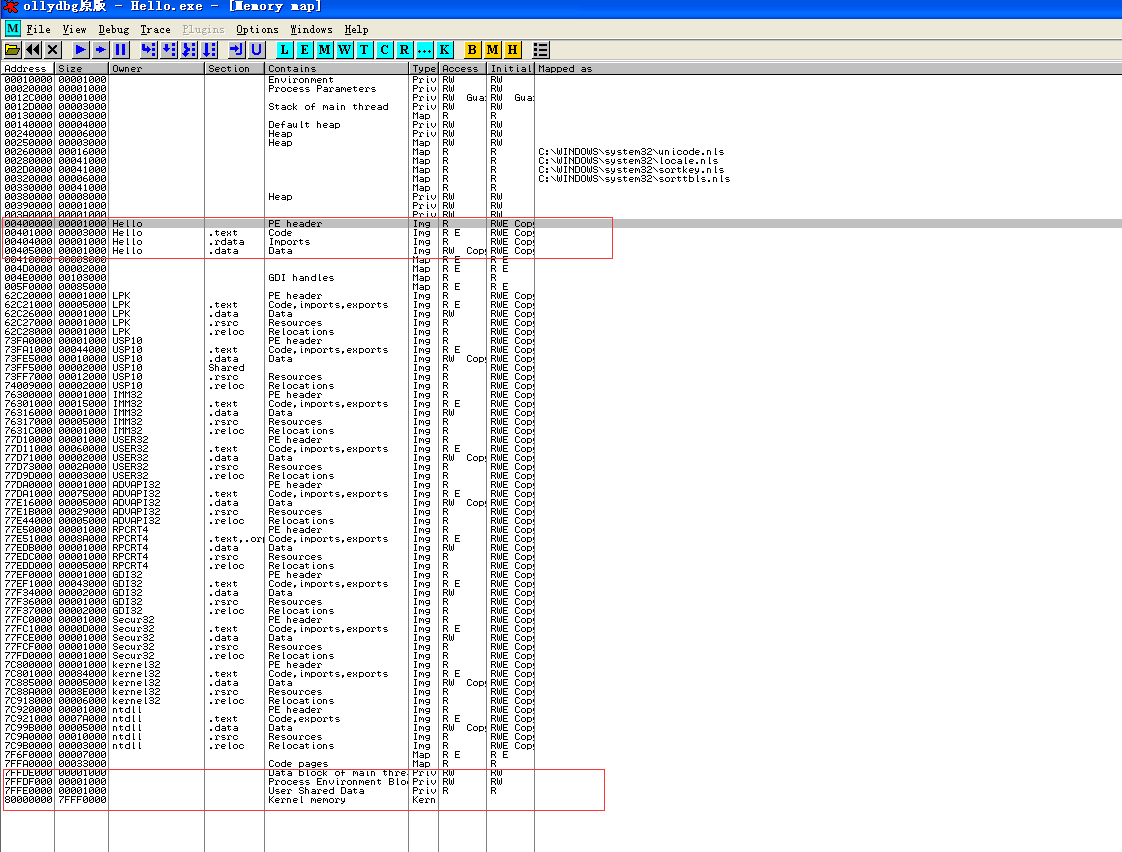 ollydbg原版 - Hello.exe - [Memory map]
M File View Debug Trace Plugins Options Windows Help
L E M W T C R ... K B M H
Address Size Owner Section Contains Type Access Initial Mapped as
00010000 00001000 Environment Priv RW RW
00020000 00001000 Process Parameters Priv RW RW
0012C000 00001000 Priv RW Gua: RW Gua:
0012D000 00003000 Stack of main thread Priv RW RW
00130000 00003000 Map R R
00140000 00004000 Default heap Priv RW RW
00240000 00006000 Heap Priv RW RW
00250000 00003000 Heap Map RW RW
00260000 00016000 Map R R C:\WINDOWS\system32\unicode.nls
00280000 00041000 Map R R C:\WINDOWS\system32\locale.nls
002D0000 00041000 Map R R C:\WINDOWS\system32\sortkey.nls
00320000 00006000 Map R R C:\WINDOWS\system32\sorttbls.nls
00330000 00041000 Map R R
00380000 00008000 Heap Priv RW RW
00390000 00001000 Priv RW RW
003A0000 00001000 Priv RW RW
00400000 00001000 Hello PE header Img R RWE Cop
00401000 00003000 Hello .text Code Img R E RWE Cop
00404000 00001000 Hello .rdata Imports Img R RWE Cop
00405000 00001000 Hello .data Data Img RW Cop RWE Cop
00410000 00003000 Map R E R E
004D0000 00002000 Map R E R E
004E0000 00103000 GDI handles Map R R
005F0000 00085000 Map R E R E
62C20000 00001000 LPK PE header Img R RWE Cop
62C21000 00005000 LPK .text Code,imports,exports Img R E RWE Cop
62C26000 00001000 LPK .data Data Img RW RWE Cop
62C27000 00001000 LPK .rsrc Resources Img R RWE Cop
62C28000 00001000 LPK .reloc Relocations Img R RWE Cop
73FA0000 00001000 USP10 PE header Img R RWE Cop
73FA1000 00044000 USP10 .text Code,imports,exports Img R E RWE Cop
73FE5000 00010000 USP10 .data Data Img RW Cop RWE Cop
73FF5000 00002000 USP10 Shared Img R RWE Cop
73FF7000 00012000 USP10 .rsrc Resources Img R RWE Cop
74009000 00002000 USP10 .reloc Relocations Img R RWE Cop
76300000 00001000 IMM32 PE header Img R RWE Cop
76301000 00015000 IMM32 .text Code,imports,exports Img R E RWE Cop
76316000 00001000 IMM32 .data Data Img RW RWE Cop
76317000 00005000 IMM32 .rsrc Resources Img R RWE Cop
7631C000 00001000 IMM32 .reloc Relocations Img R RWE Cop
77D10000 00001000 USER32 PE header Img R RWE Cop
77D11000 00060000 USER32 .text Code,imports,exports Img R E RWE Cop
77D71000 00002000 USER32 .data Data Img RW Cop RWE Cop
77D73000 0002A000 USER32 .rsrc Resources Img R RWE Cop
77D9D000 00003000 USER32 .reloc Relocations Img R RWE Cop
77DA0000 00001000 ADVAPI32 PE header Img R RWE Cop
77DA1000 00075000 ADVAPI32 .text Code,imports,exports Img R E RWE Cop
77E16000 00005000 ADVAPI32 .data Data Img RW Cop RWE Cop
77E1B000 00029000 ADVAPI32 .rsrc Resources Img R RWE Cop
77E44000 00005000 ADVAPI32 .reloc Relocations Img R RWE Cop
77E50000 00001000 RPCRT4 PE header Img R RWE Cop
77E51000 0008A000 RPCRT4 .text,.or Code,imports,exports Img R E RWE Cop
77EDB000 00001000 RPCRT4 .data Data Img RW RWE Cop
77EDC000 00001000 RPCRT4 .rsrc Resources Img R RWE Cop
77EDD000 00005000 RPCRT4 .reloc Relocations Img R RWE Cop
77EF0000 00001000 GDI32 PE header Img R RWE Cop
77EF1000 00043000 GDI32 .text Code,imports,exports Img R E RWE Cop
77F34000 00002000 GDI32 .data Data Img RW RWE Cop
77F36000 00001000 GDI32 .rsrc Resources Img R RWE Cop
77F37000 00002000 GDI32 .reloc Relocations Img R RWE Cop
77FC0000 00001000 Secur32 PE header Img R RWE Cop
77FC1000 0000D000 Secur32 .text Code,imports,exports Img R E RWE Cop
77FCE000 00001000 Secur32 .data Data Img RW RWE Cop
77FCF000 00001000 Secur32 .rsrc Resources Img R RWE Cop
77FD0000 00001000 Secur32 .reloc Relocations Img R RWE Cop
7C800000 00001000 kernel32 PE header Img R RWE Cop
7C801000 00084000 kernel32 .text Code,imports,exports Img R E RWE Cop
7C885000 00005000 kernel32 .data Data Img RW Cop RWE Cop
7C88A000 0008E000 kernel32 .rsrc Resources Img R RWE Cop
7C918000 00006000 kernel32 .reloc Relocations Img R RWE Cop
7C920000 00001000 ntdll PE header Img R RWE Cop
7C921000 0007A000 ntdll .text Code,exports Img R E RWE Cop
7C99B000 00005000 ntdll .data Data Img RW Cop RWE Cop
7C9A0000 00010000 ntdll .rsrc Resources Img R RWE Cop
7C9B0000 00003000 ntdll .reloc Relocations Img R RWE Cop
7F6F0000 00007000 Map R E R E
7FFA0000 00033000 Code pages Map R R
7FFDE000 00001000 Data block of main thre Priv RW RW
7FFDF000 00001000 Process Environment Blo Priv RW RW
7FFE0000 00001000 User Shared Data Priv R R
80000000 7FFF0000 Kernel memory Kern